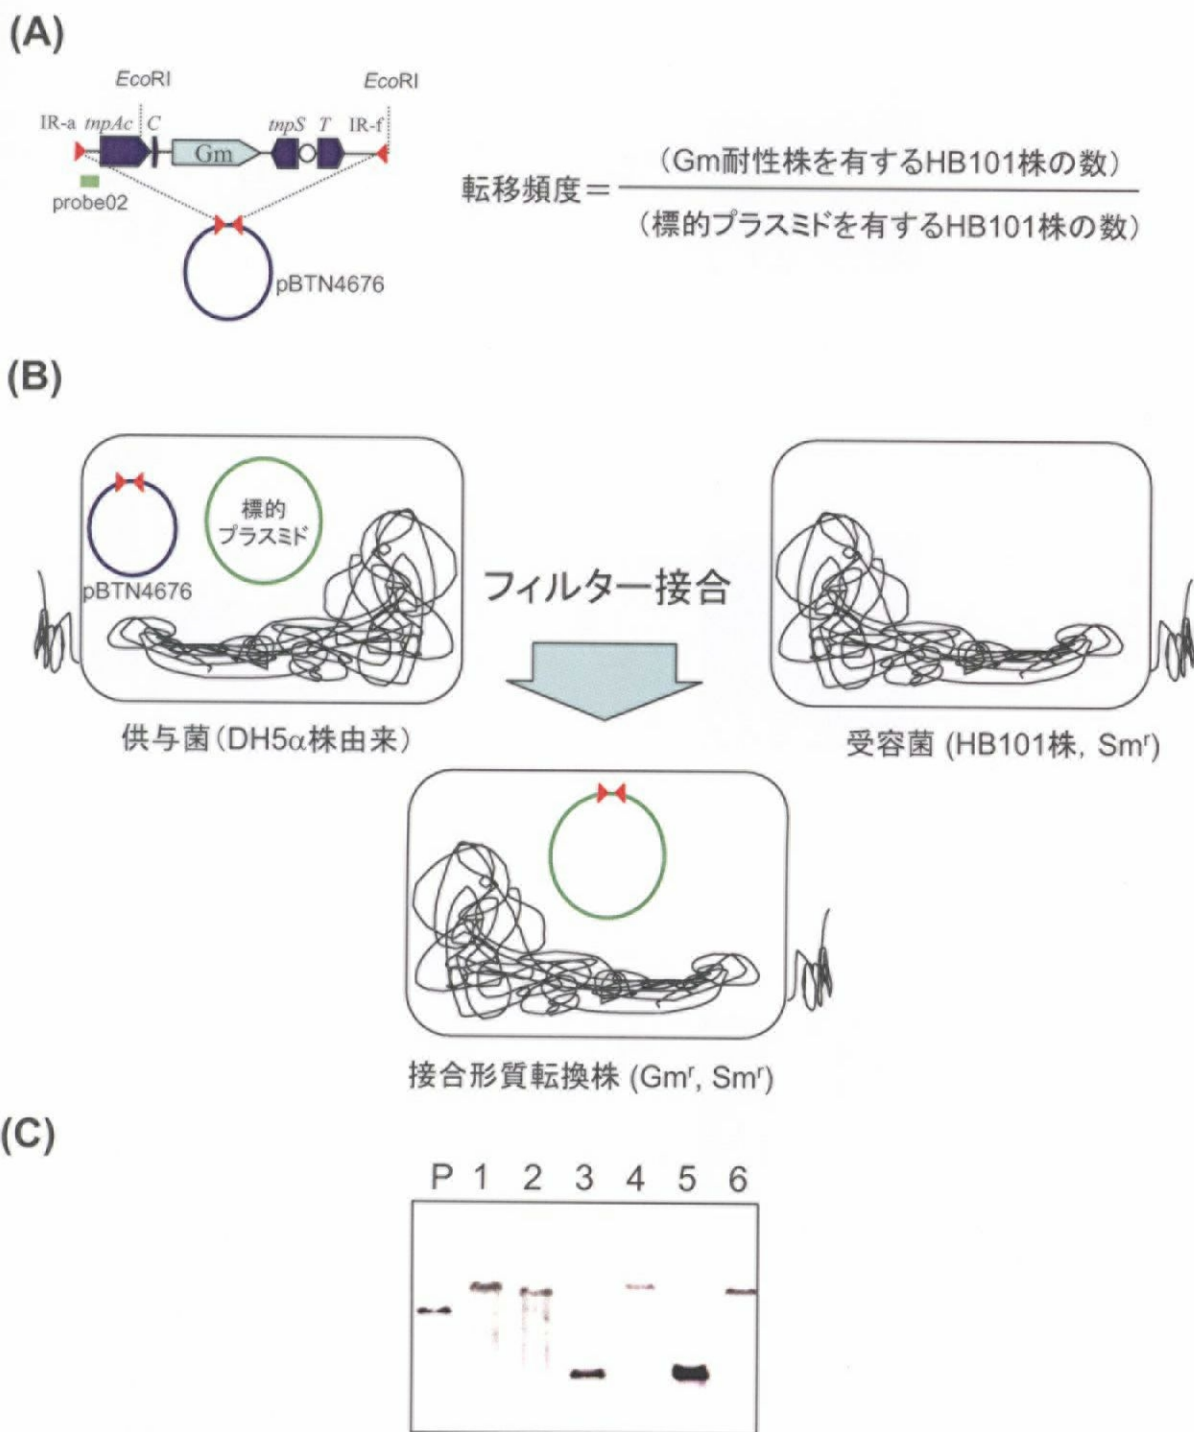 (A)
EcoRI EcoRI
IR-a tnpAc C tnpS T IR-f
Gm
probe02
pBTN4676
転移頻度=
(Gm耐性株を有するHB101株の数)
(標的プラスミドを有するHB101株の数)
(B)
標的
プラスミド
pBTN4676
フィルター接合
供与菌(DH5α株由来)
受容菌 (HB101株, Smʳ)
接合形質転換株 (Gmʳ, Smʳ)
(C)
P 1 2 3 4 5 6